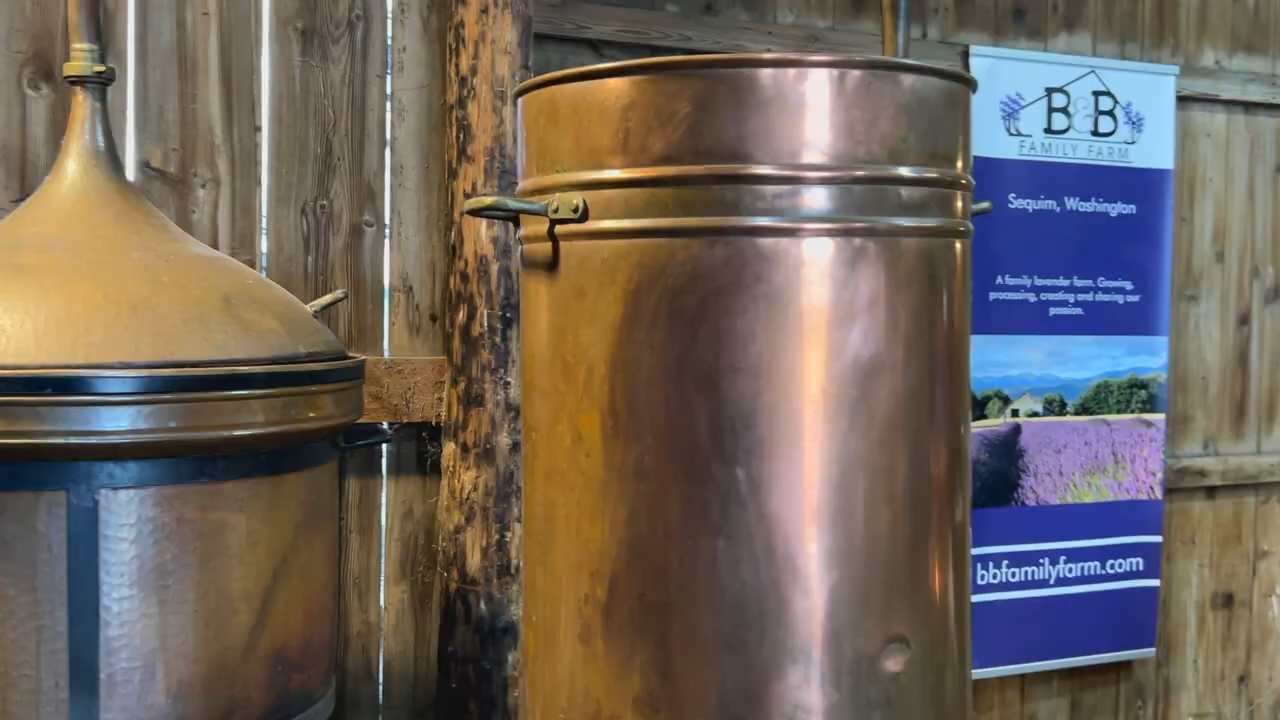 B&B
FAMILY FARM
Sequim, Washington
A family lavender farm. Growing,
processing, creating and sharing our
passion.
bbfamilyfarm.com